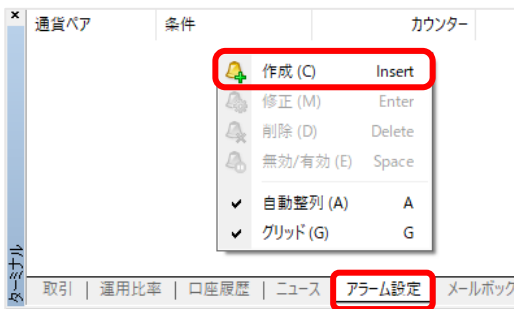 ×
通貨ペア 条件 カウンター
作成 (C) Insert
修正 (M) Enter
削除 (D) Delete
無効/有効 (E) Space
自動整列 (A) A
グリッド (G) G
ターミナル
取引 | 運用比率 | 口座履歴 | ニュース アラーム設定 メールボック